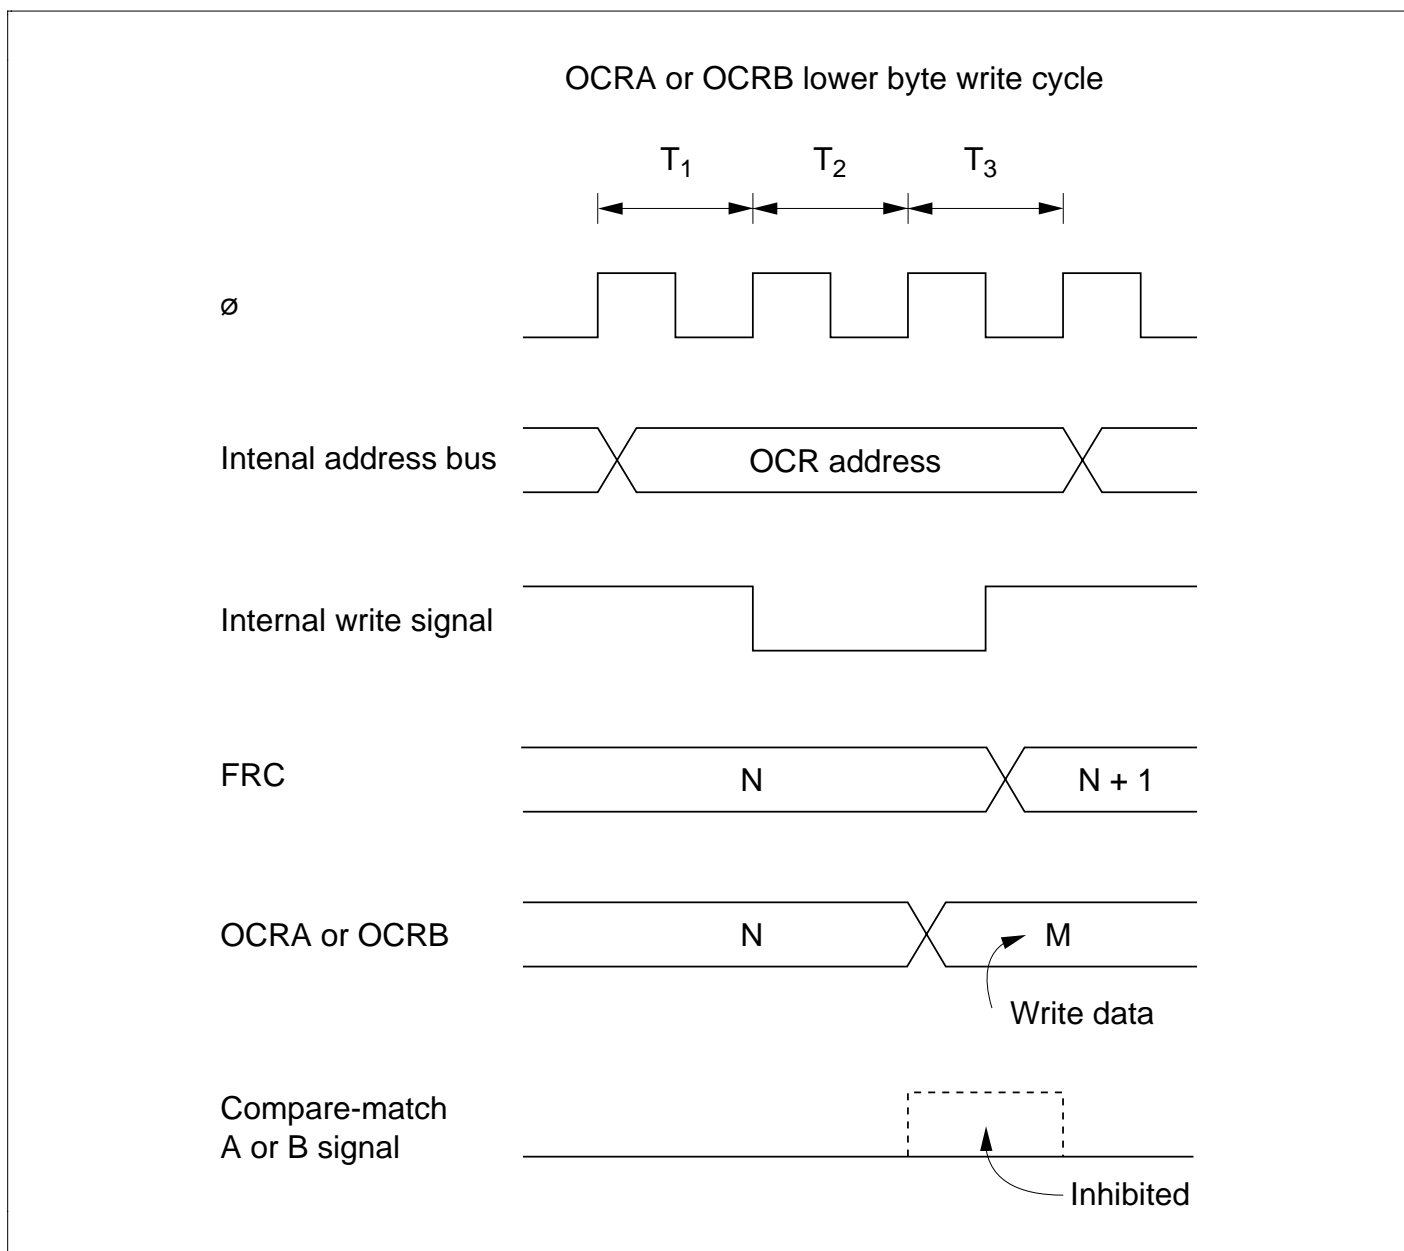 OCRA or OCRB lower byte write cycle
T1 T2 T3
ø
Intenal address bus OCR address
Internal write signal
FRC N N + 1
OCRA or OCRB N M
Write data
Compare-match
A or B signal
Inhibited